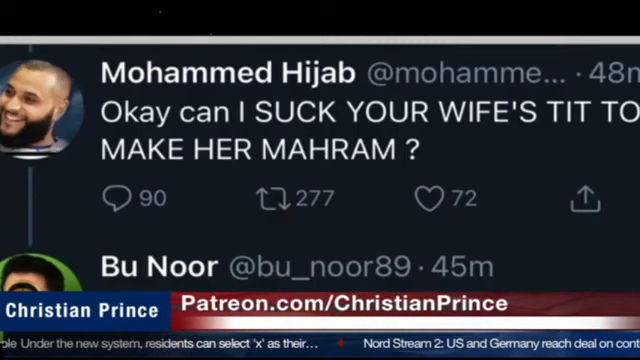 Mohammed Hijab @mohamme... · 48m
Okay can I SUCK YOUR WIFE'S TIT TO
MAKE HER MAHRAM ?
90 277 72
Bu Noor @bu_noor89 · 45m
Christian Prince Patreon.com/ChristianPrince
ple Under the new system, residents can select 'x' as their... Nord Stream 2: US and Germany reach deal on cont